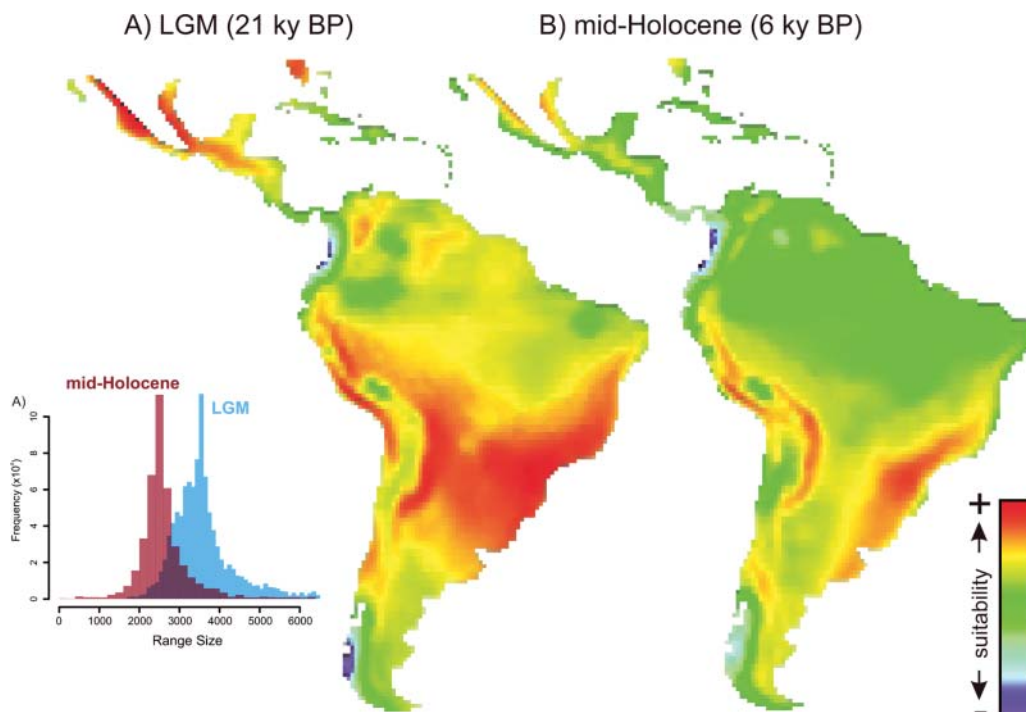 A) LGM (21 ky BP)
B) mid-Holocene (6 ky BP)
A)
mid-Holocene
LGM
Frequency (x10³)
10
8
6
4
2
0
0 1000 2000 3000 4000 5000 6000
Range Size
+
suitability
-